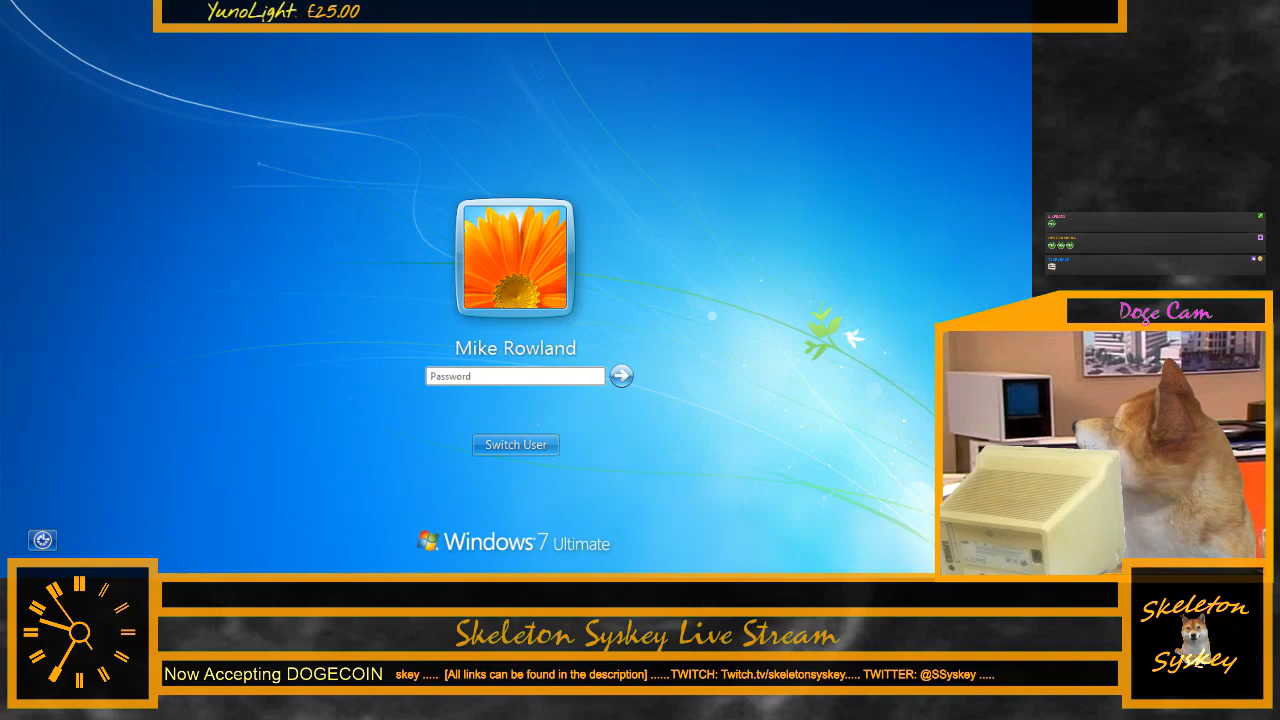 YunoLight: £25.00
Mike Rowland
Password
Switch User
Windows 7 Ultimate
Doge Cam
Skeleton Syskey Live Stream
Now Accepting DOGECOIN
skey ..... [All links can be found in the description] ...... TWITCH: Twitch.tv/skeletonsyskey..... TWITTER: @SSyskey .....
Skeleton
Syskey